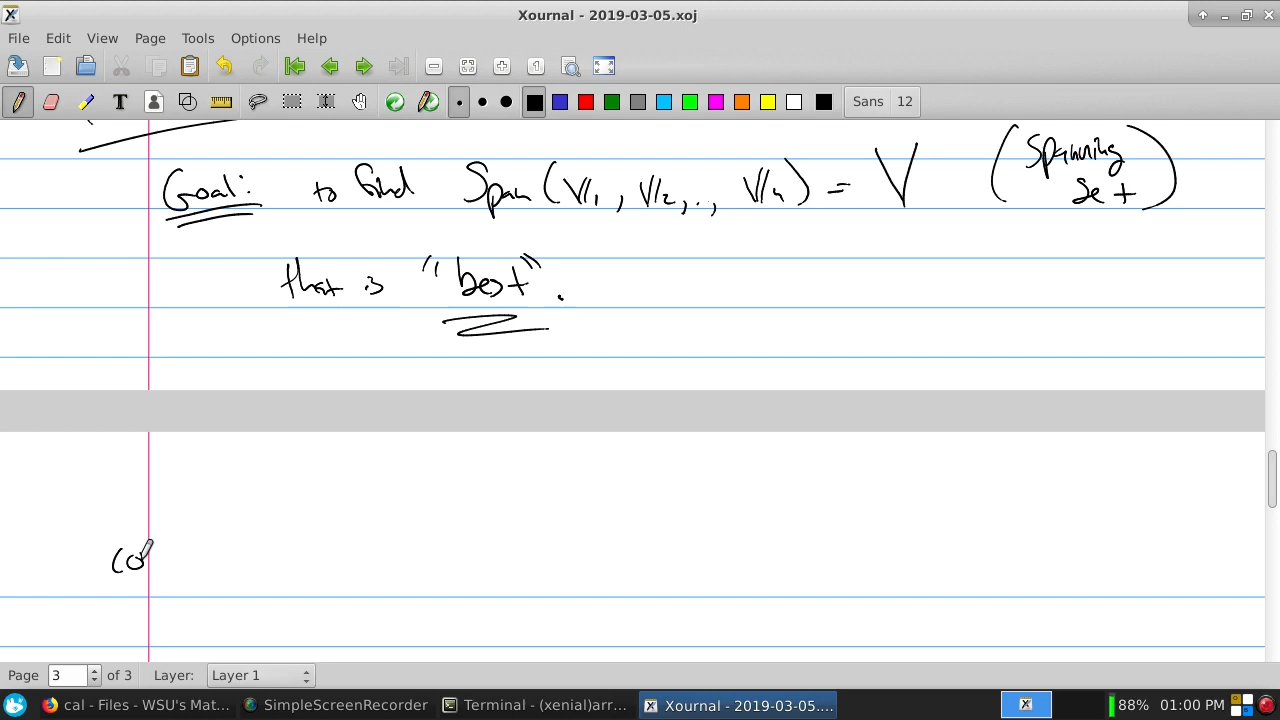 Xournal - 2019-03-05.xoj
File Edit View Page Tools Options Help
Sans 12
Goal: to find Span(V1, V2, .., Vn) = V (Spanning Set)
that is "best".
(o
Page 3 of 3 Layer: Layer 1
cal - Files - WSU's Mat... SimpleScreenRecorder Terminal - (xenial)arr... Xournal - 2019-03-05.... 88% 01:00 PM